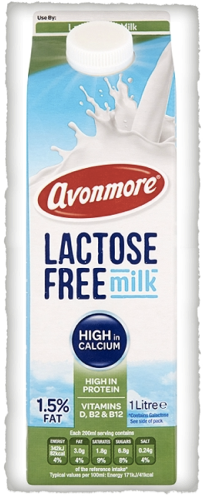 Use By:
Milk
avonmore
LACTOSE
FREE milk
HIGH in
CALCIUM
HIGH IN
PROTEIN
VITAMINS
D, B2 & B12
1.5%
FAT
1 Litre e
*Contains Galactose
See side of pack
Each 200ml serving contains
ENERGY FAT SATURATES SUGARS SALT
3.0g 1.8g 6.8g 0.24g
4% 4% 9% 8% 4%
of the reference intake*
Typical values per 100ml: Energy 171kJ/41kcal